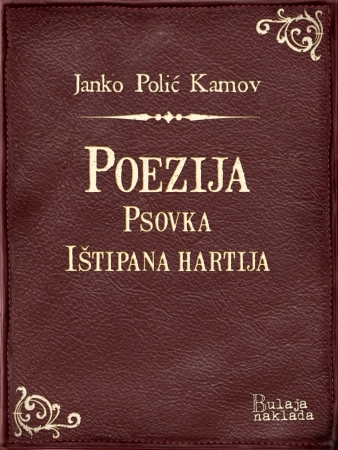 Janko Polić Kamov
Poezija
Psovka
Ištipana hartija
Bulaja
naklada